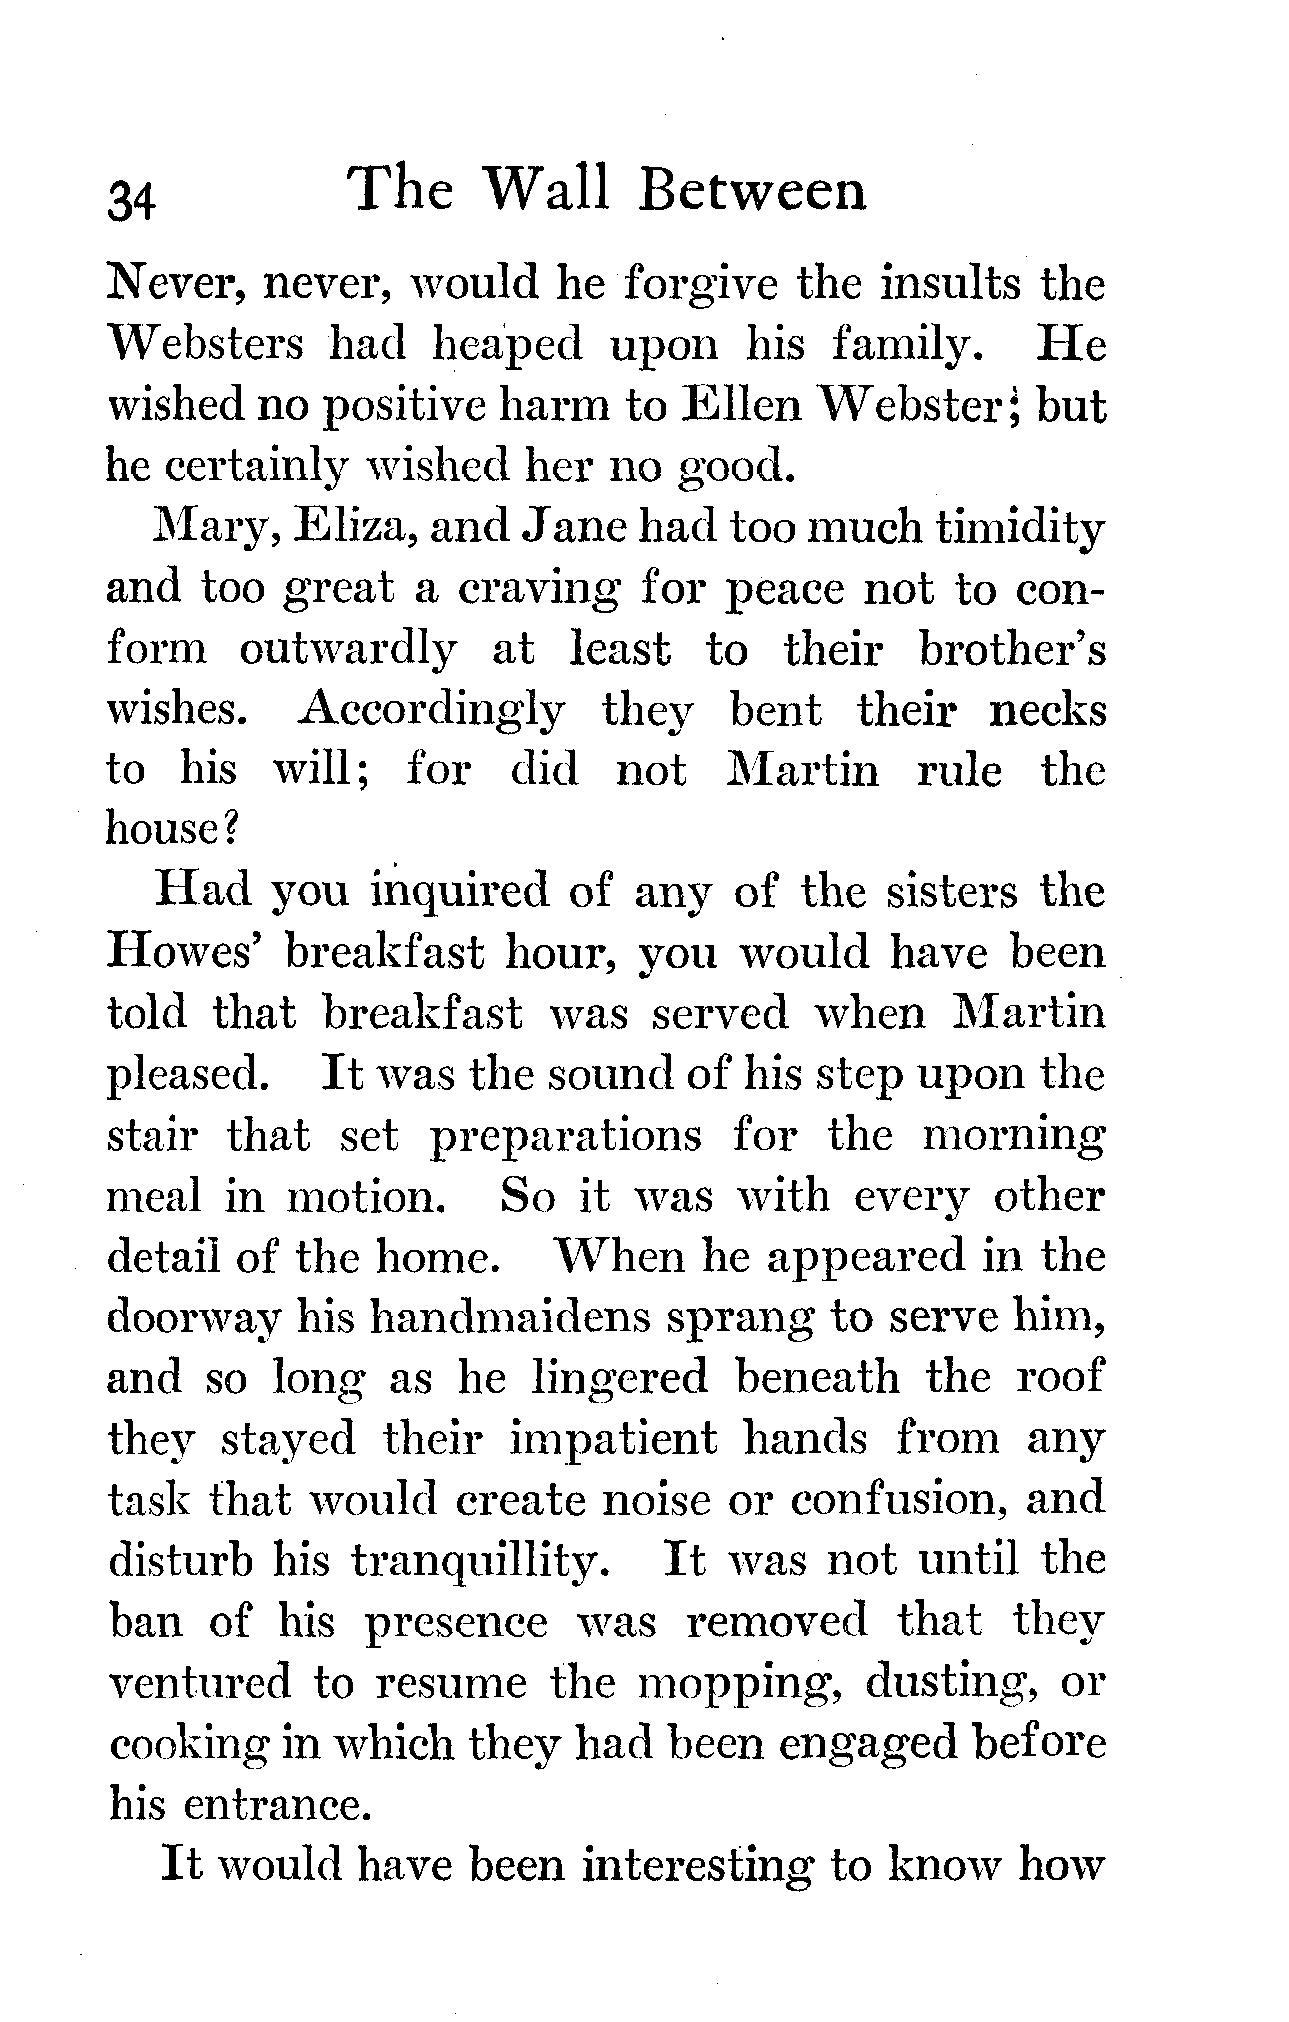 34 The Wall Between
Never, never, would he forgive the insults the
Websters had heaped upon his family. He
wished no positive harm to Ellen Webster; but
he certainly wished her no good.
Mary, Eliza, and Jane had too much timidity
and too great a craving for peace not to con-
form outwardly at least to their brother's
wishes. Accordingly they bent their necks
to his will; for did not Martin rule the
house?
Had you inquired of any of the sisters the
Howes' breakfast hour, you would have been
told that breakfast was served when Martin
pleased. It was the sound of his step upon the
stair that set preparations for the morning
meal in motion. So it was with every other
detail of the home. When he appeared in the
doorway his handmaidens sprang to serve him,
and so long as he lingered beneath the roof
they stayed their impatient hands from any
task that would create noise or confusion, and
disturb his tranquillity. It was not until the
ban of his presence was removed that they
ventured to resume the mopping, dusting, or
cooking in which they had been engaged before
his entrance.
It would have been interesting to know how